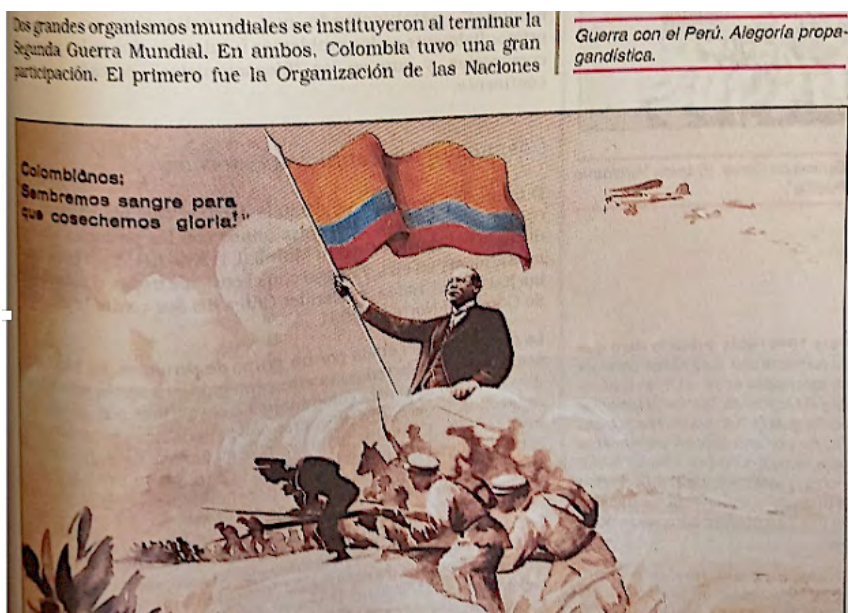 Dos grandes organismos mundiales se instituyeron al terminar la
Segunda Guerra Mundial. En ambos, Colombia tuvo una gran
participación. El primero fue la Organización de las Naciones
Guerra con el Perú. Alegoría propa-
gandística.
Colombianos:
"Sembremos sangre para
que cosechemos gloria!"